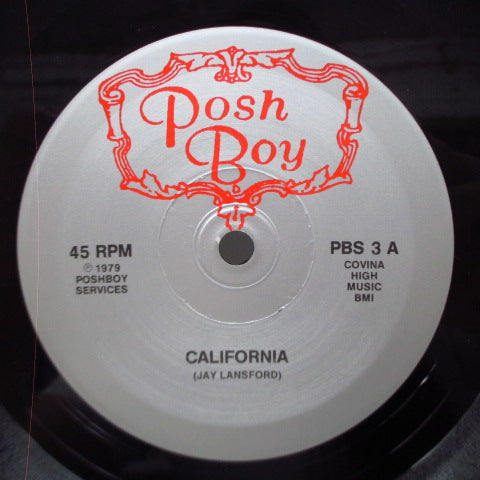 Posh
Boy
45 RPM
℗ 1979
POSHBOY
SERVICES
PBS 3 A
COVINA
HIGH
MUSIC
BMI
CALIFORNIA
(JAY LANSFORD)